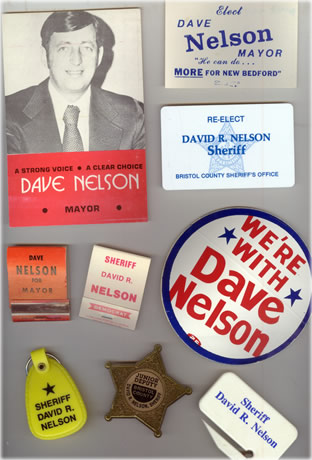 A STRONG VOICE • A CLEAR CHOICE
DAVE NELSON
• MAYOR •
Elect
DAVE
Nelson
MAYOR
"He can do...
MORE FOR NEW BEDFORD"
RE-ELECT
DAVID R. NELSON
Sheriff
BRISTOL COUNTY SHERIFF'S OFFICE
DAVE
NELSON
FOR
MAYOR
SHERIFF
DAVID R.
NELSON
WE'RE
WITH
Dave
Nelson
SHERIFF
DAVID R.
NELSON
JUNIOR
DEPUTY
BRISTOL
COUNTY
Sheriff
David R. Nelson